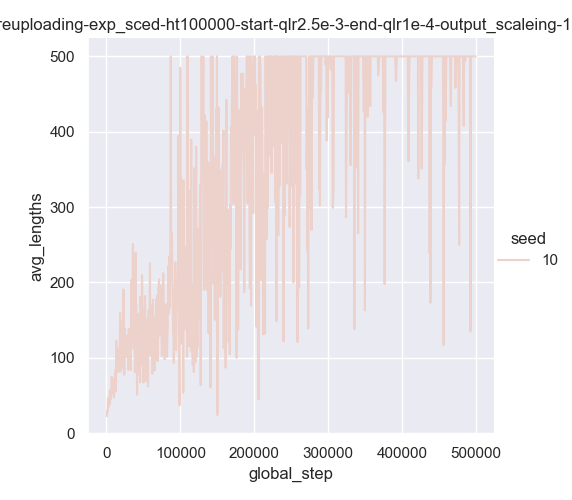 reuploading-exp_sced-ht100000-start-qlr2.5e-3-end-qlr1e-4-output_scaleing-1
500
400
300
200
100
0
avg_lengths
0 100000 200000 300000 400000 500000
global_step
seed
10